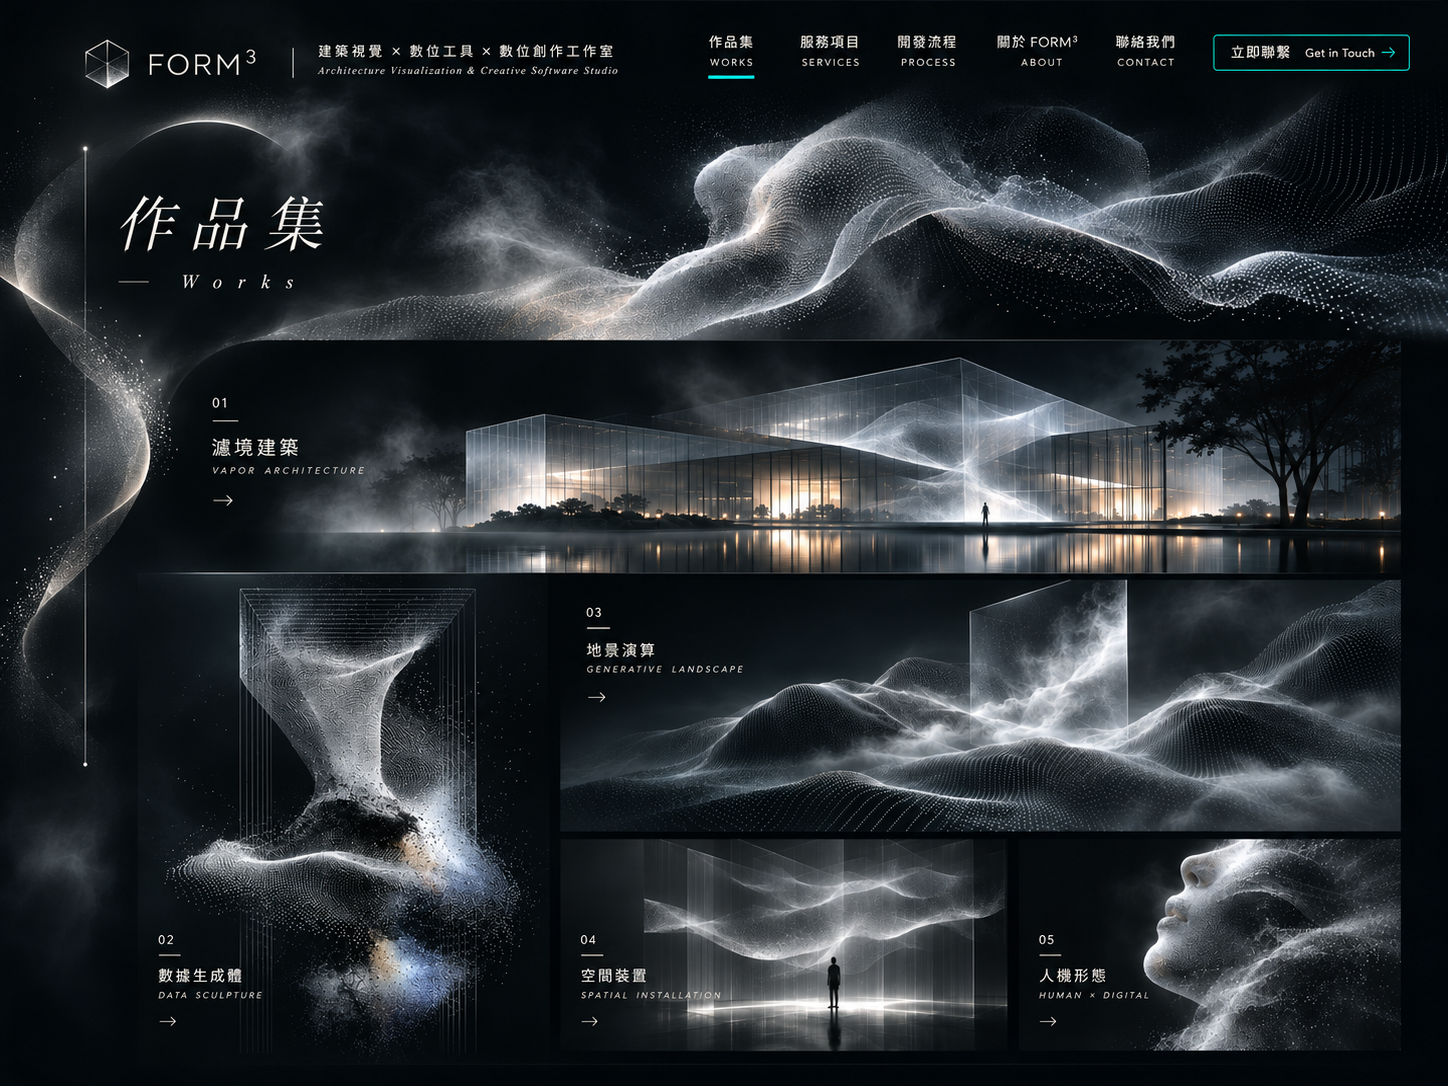 FORM³
建築視覺 × 數位工具 × 數位創作工作室
Architecture Visualization & Creative Software Studio
作品集
WORKS
服務項目
SERVICES
開發流程
PROCESS
關於 FORM³
ABOUT
聯絡我們
CONTACT
立即聯繫 Get in Touch →
作品集
Works
01
濾境建築
VAPOR ARCHITECTURE
→
02
數據生成體
DATA SCULPTURE
→
03
地景演算
GENERATIVE LANDSCAPE
→
04
空間裝置
SPATIAL INSTALLATION
→
05
人機形態
HUMAN × DIGITAL
→